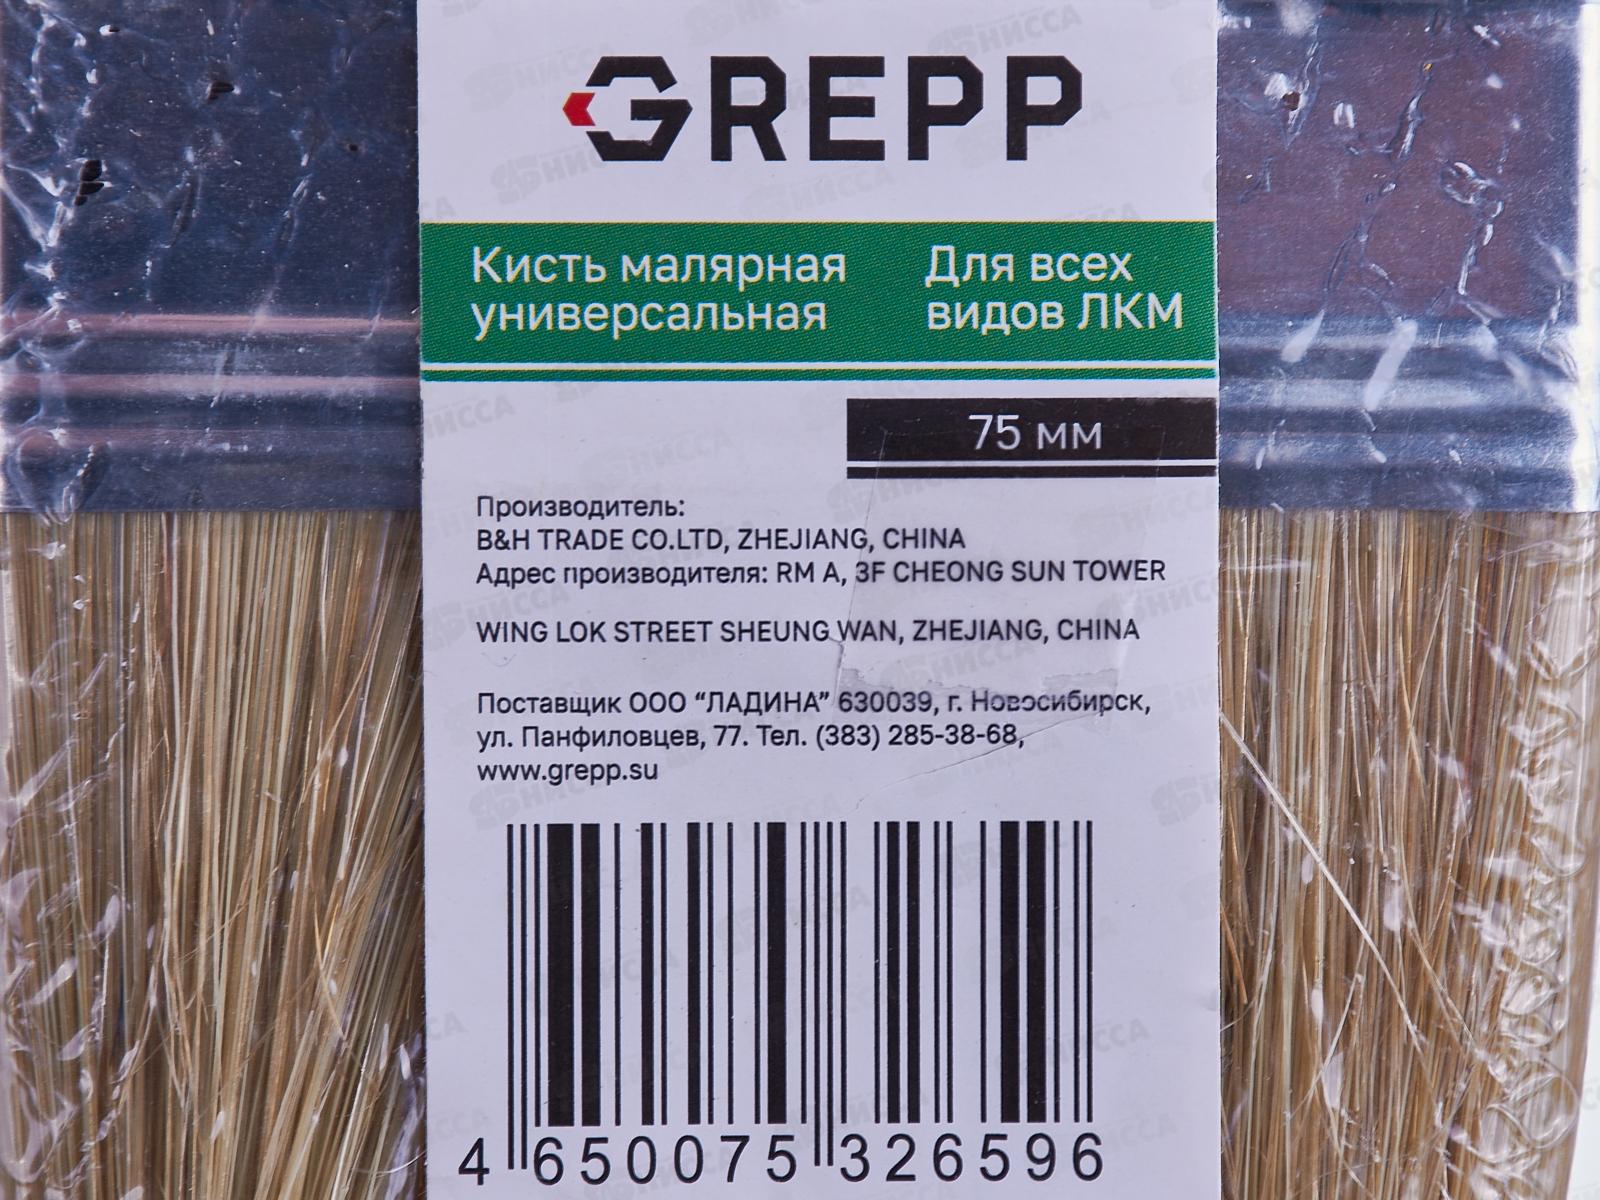 GREPP
Кисть малярная
универсальная
Для всех
видов ЛКМ
75 мм
Производитель:
B&H TRADE CO.LTD, ZHEJIANG, CHINA
Адрес производителя: RM A, 3F CHEONG SUN TOWER
WING LOK STREET SHEUNG WAN, ZHEJIANG, CHINA
Поставщик ООО “ЛАДИНА” 630039, г. Новосибирск,
ул. Панфиловцев, 77. Тел. (383) 285-38-68,
www.grepp.su
4 650075 326596